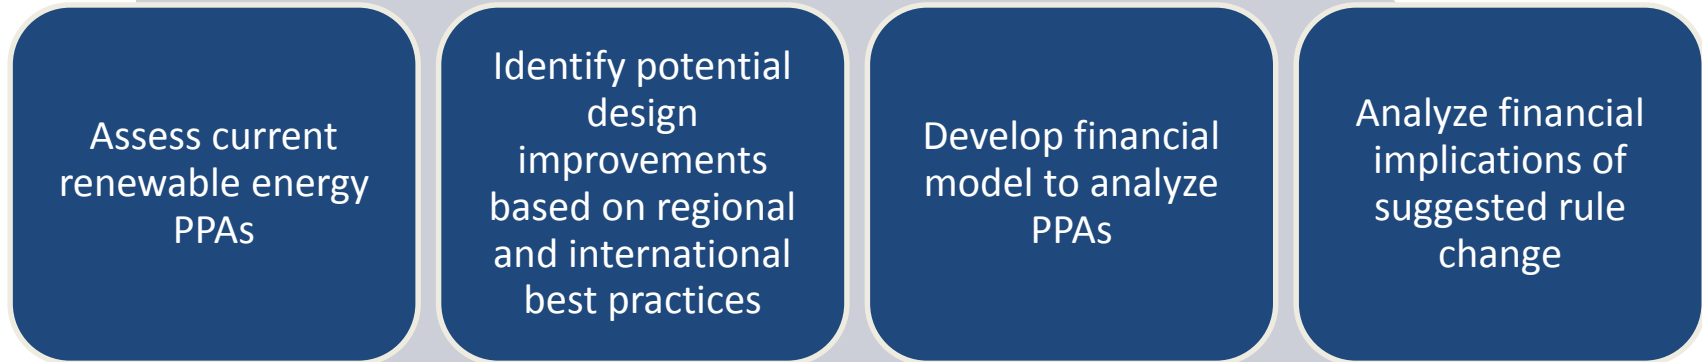 Assess current
renewable energy
PPAs
Identify potential
design
improvements
based on regional
and international
best practices
Develop financial
model to analyze
PPAs
Analyze financial
implications of
suggested rule
change